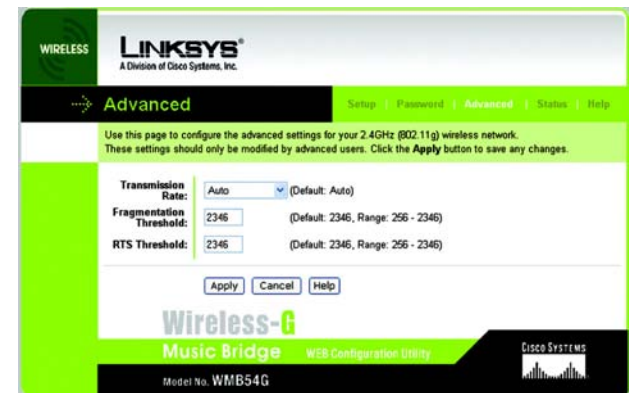 WIRELESS
LINKSYS®
A Division of Cisco Systems, Inc.
Advanced
Setup | Password | Advanced | Status | Help
Use this page to configure the advanced settings for your 2.4GHz (802.11g) wireless network.
These settings should only be modified by advanced users. Click the Apply button to save any changes.
Transmission Rate: Auto (Default: Auto)
Fragmentation Threshold: 2346 (Default: 2346, Range: 256 - 2346)
RTS Threshold: 2346 (Default: 2346, Range: 256 - 2346)
Apply Cancel Help
Wireless-G
Music Bridge WEB Configuration Utility
CISCO SYSTEMS
Model No. WMB54G